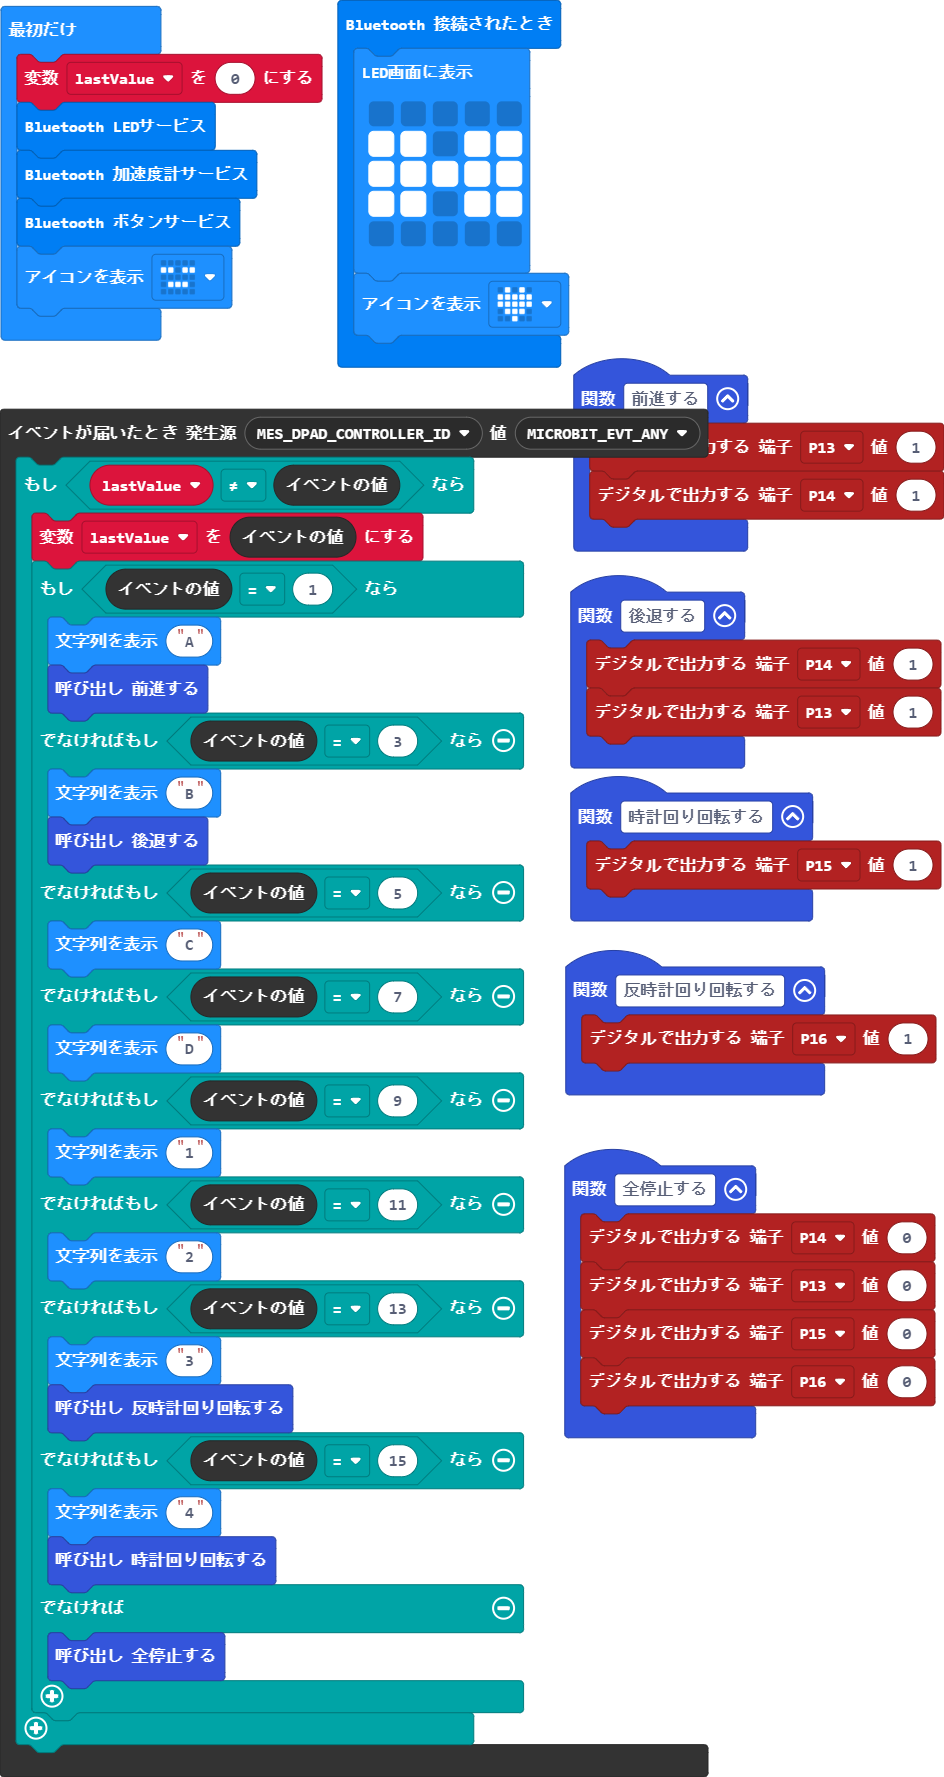 最初だけ
変数 lastValue を 0 にする
Bluetooth LEDサービス
Bluetooth 加速度計サービス
Bluetooth ボタンサービス
アイコンを表示
Bluetooth 接続されたとき
LED画面に表示
アイコンを表示
イベントが届いたとき 発生源 MES_DPAD_CONTROLLER_ID 値 MICROBIT_EVT_ANY
もし lastValue ≠ イベントの値 なら
変数 lastValue を イベントの値 にする
もし イベントの値 = 1 なら
文字列を表示 "A"
呼び出し 前進する
でなければもし イベントの値 = 3 なら
文字列を表示 "B"
呼び出し 後退する
でなければもし イベントの値 = 5 なら
文字列を表示 "C"
でなければもし イベントの値 = 7 なら
文字列を表示 "D"
でなければもし イベントの値 = 9 なら
文字列を表示 "1"
でなければもし イベントの値 = 11 なら
文字列を表示 "2"
でなければもし イベントの値 = 13 なら
文字列を表示 "3"
呼び出し 反時計回り回転する
でなければもし イベントの値 = 15 なら
文字列を表示 "4"
呼び出し 時計回り回転する
でなければ
呼び出し 全停止する
関数 前進する
力する 端子 P13 値 1
デジタルで出力する 端子 P14 値 1
関数 後退する
デジタルで出力する 端子 P14 値 1
デジタルで出力する 端子 P13 値 1
関数 時計回り回転する
デジタルで出力する 端子 P15 値 1
関数 反時計回り回転する
デジタルで出力する 端子 P16 値 1
関数 全停止する
デジタルで出力する 端子 P14 値 0
デジタルで出力する 端子 P13 値 0
デジタルで出力する 端子 P15 値 0
デジタルで出力する 端子 P16 値 0